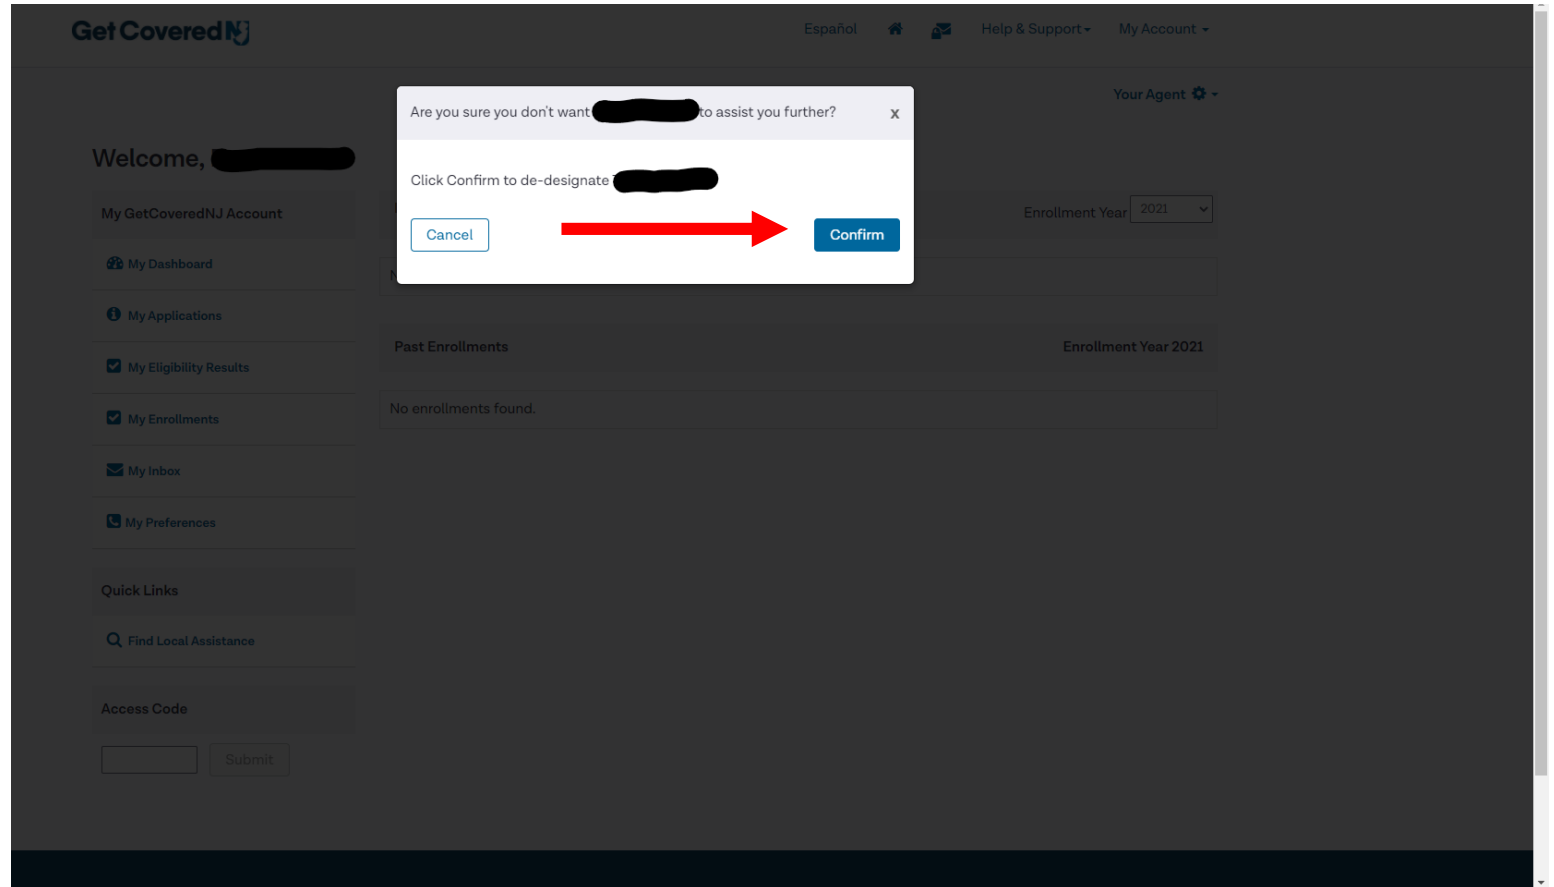 Get Covered NJ
Español Help & Support My Account
Your Agent
Are you sure you don't want to assist you further? x
Welcome,
Click Confirm to de-designate
Cancel Confirm
My GetCoveredNJ Account
Enrollment Year 2021
My Dashboard
My Applications
Past Enrollments Enrollment Year 2021
My Eligibility Results
No enrollments found.
My Enrollments
My Inbox
My Preferences
Quick Links
Find Local Assistance
Access Code
Submit